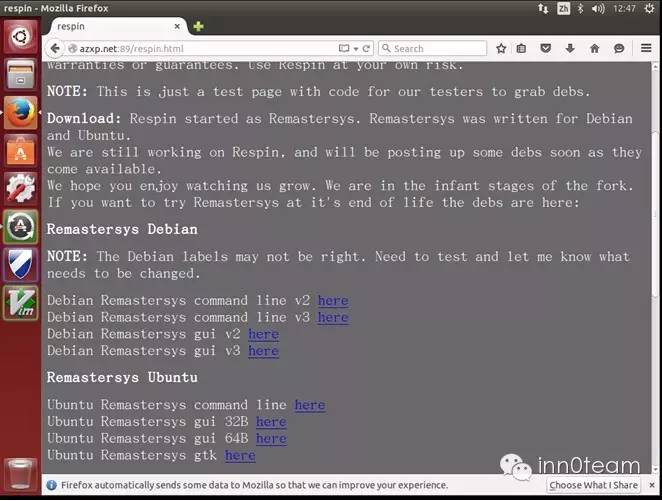 respin - Mozilla Firefox
Zh
12:47
respin
azxp.net:89/respin.html
Search
warranties or guarantees. Use Respin at your own risk.
NOTE: This is just a test page with code for our testers to grab debs.
Download: Respin started as Remastersys. Remastersys was written for Debian
and Ubuntu.
We are still working on Respin, and will be posting up some debs soon as they
come available.
We hope you enjoy watching us grow. We are in the infant stages of the fork.
If you want to try Remastersys at it's end of life the debs are here:
Remastersys Debian
NOTE: The Debian labels may not be right. Need to test and let me know what
needs to be changed.
Debian Remastersys command line v2 here
Debian Remastersys command line v3 here
Debian Remastersys gui v2 here
Debian Remastersys gui v3 here
Remastersys Ubuntu
Ubuntu Remastersys command line here
Ubuntu Remastersys gui 32B here
Ubuntu Remastersys gui 64B here
Ubuntu Remastersys gtk here
Vim
inn0team
Firefox automatically sends some data to Mozilla so that we can improve your experience.
Choose What I Share